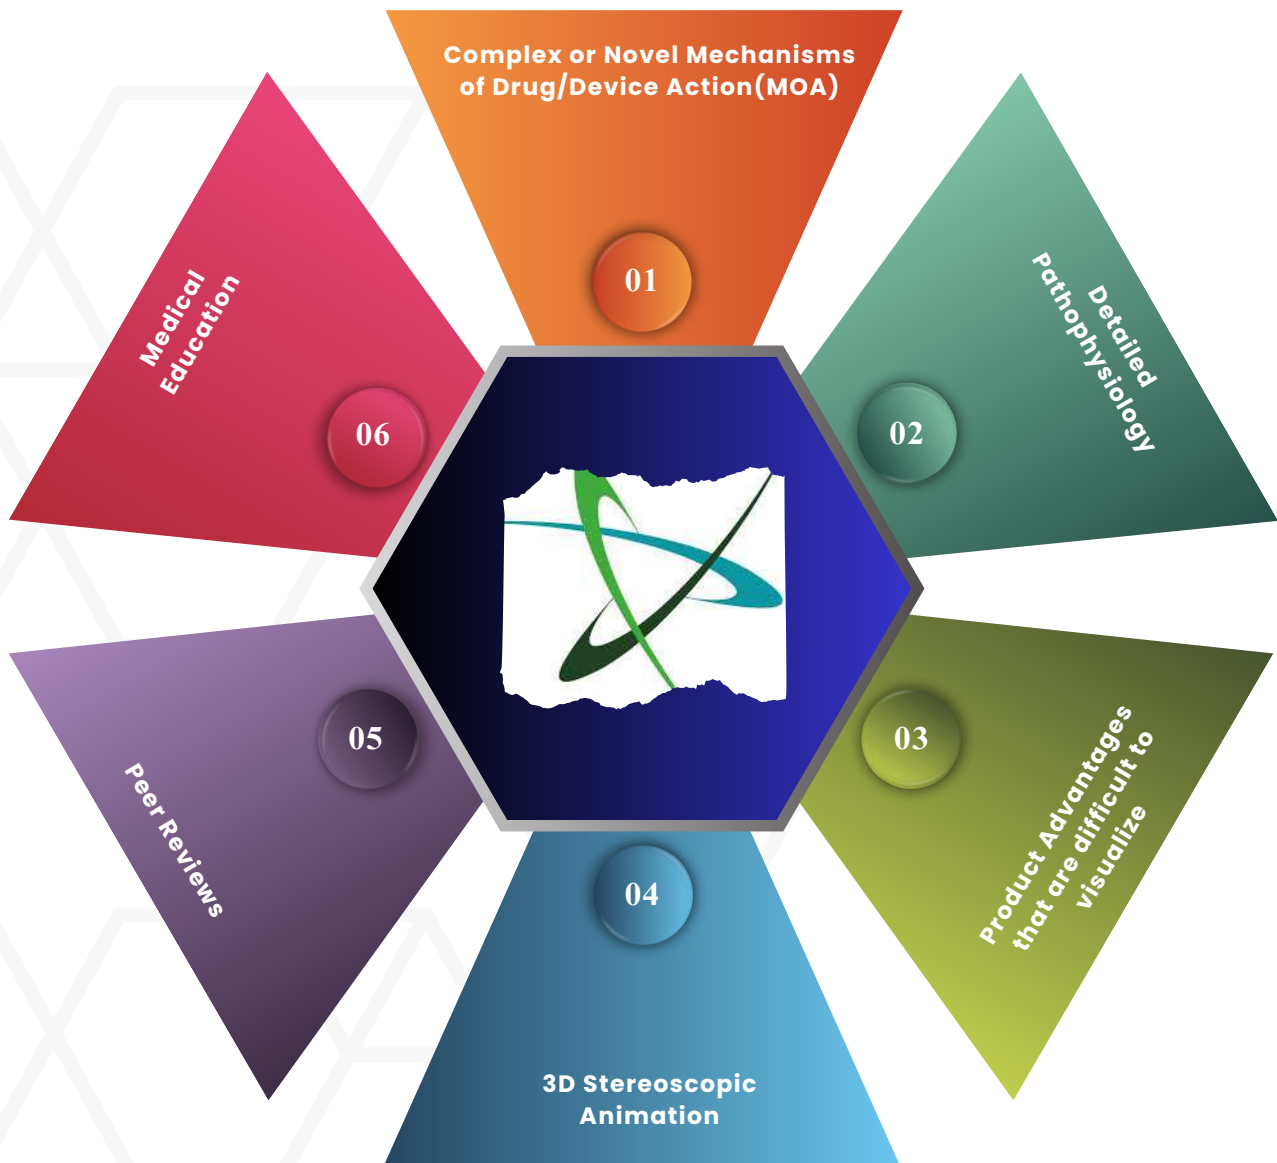 Complex or Novel Mechanisms
of Drug/Device Action(MOA)
01
Detailed
Pathophysiology
02
03
Product Advantages
that are difficult to
visualize
04
3D Stereoscopic
Animation
05
Peer Reviews
Medical
Education
06